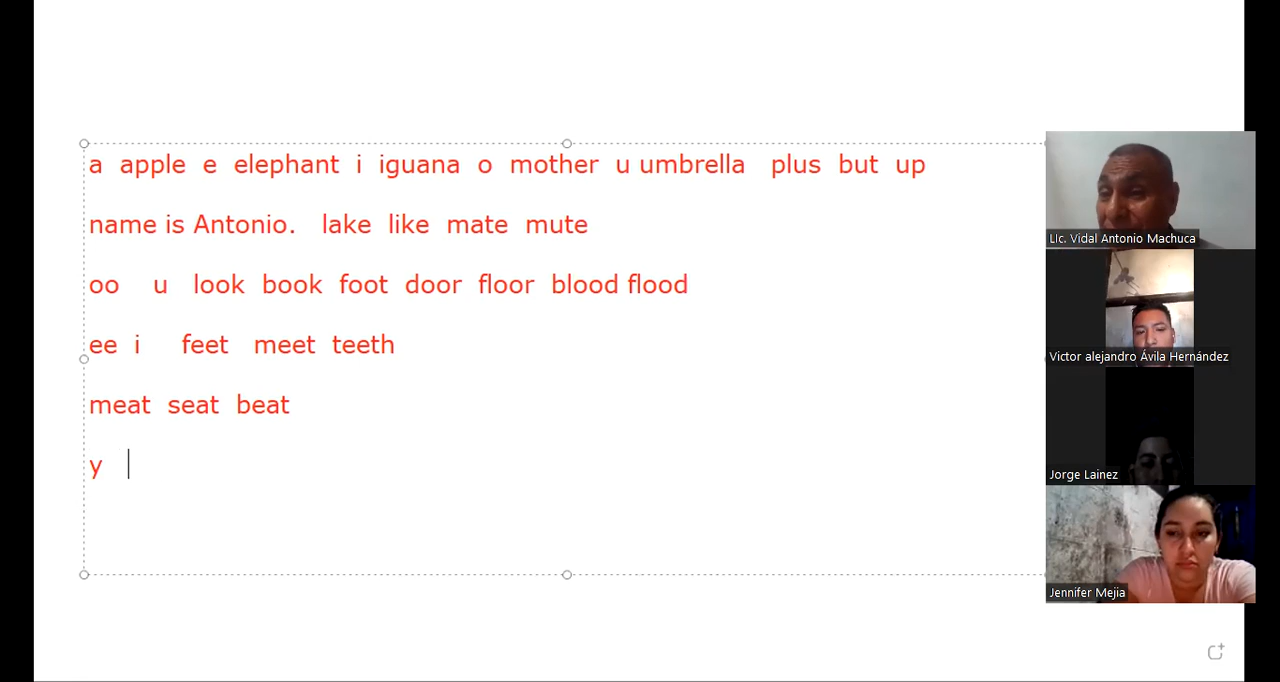 a apple e elephant i iguana o mother u umbrella plus but up
name is Antonio. lake like mate mute
oo u look book foot door floor blood flood
ee i feet meet teeth
meat seat beat
y
LIc. Vidal Antonio Machuca
Victor alejandro Ávila Hernández
Jorge Lainez
Jennifer Mejia